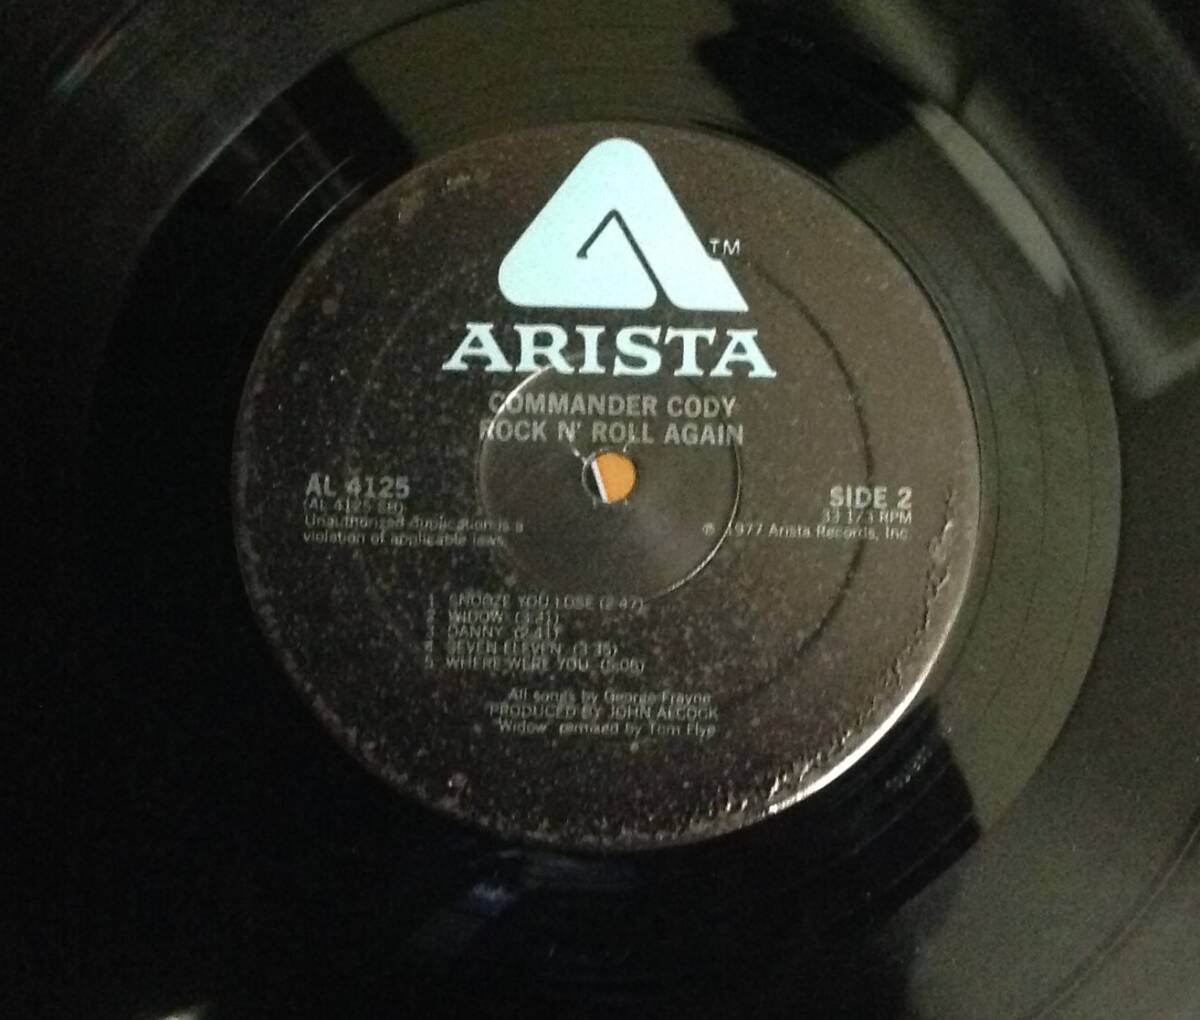 TM
ARISTA
COMMANDER CODY
ROCK N' ROLL AGAIN
AL 4125
(AL 4125 SB)
Unauthorized duplication is a
violation of applicable laws
SIDE 2
33 1/3 RPM
℗ 1977 Arista Records, Inc.
1. SNOOZE YOU LOSE (2:47)
2. WIDOW (3:41)
3. DANNY (2:41)
4. SEVEN ELEVEN (3:35)
5. WHERE WERE YOU (5:06)
All songs by George Frayne
PRODUCED BY JOHN ALCOCK
"Widow" remixed by Tom Flye